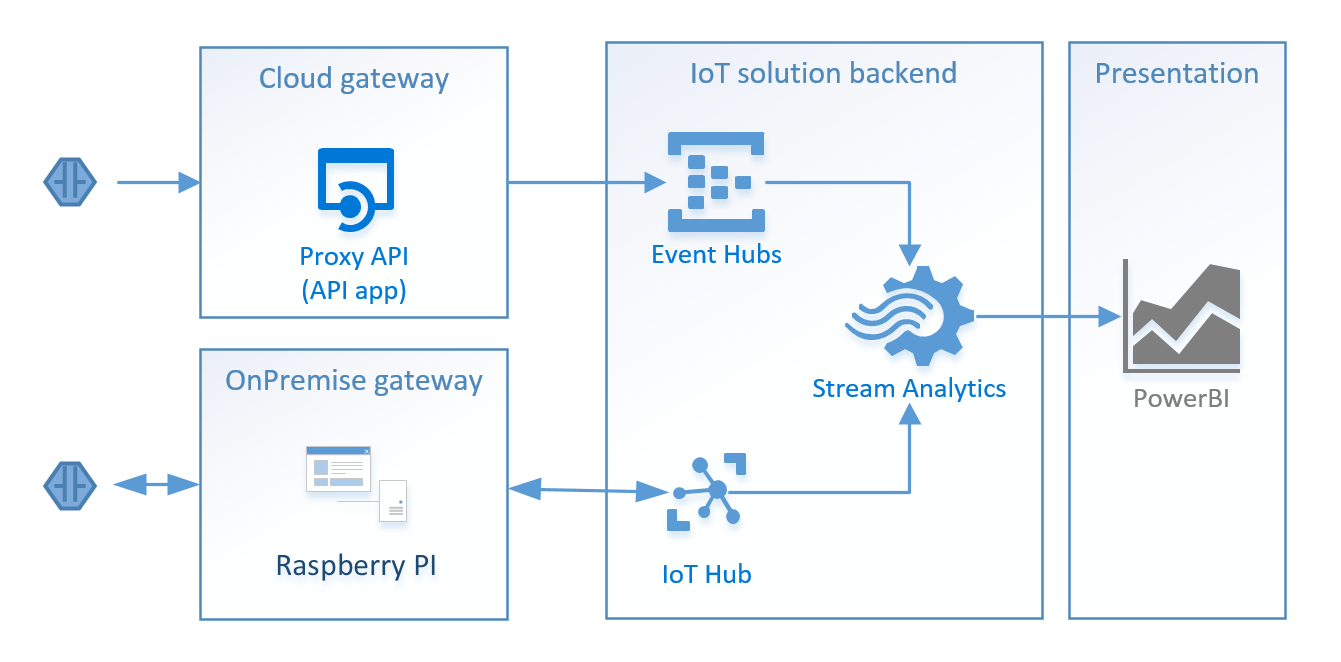 Cloud gateway
Proxy API
(API app)
OnPremise gateway
Raspberry PI
IoT solution backend
Event Hubs
Stream Analytics
IoT Hub
Presentation
PowerBI